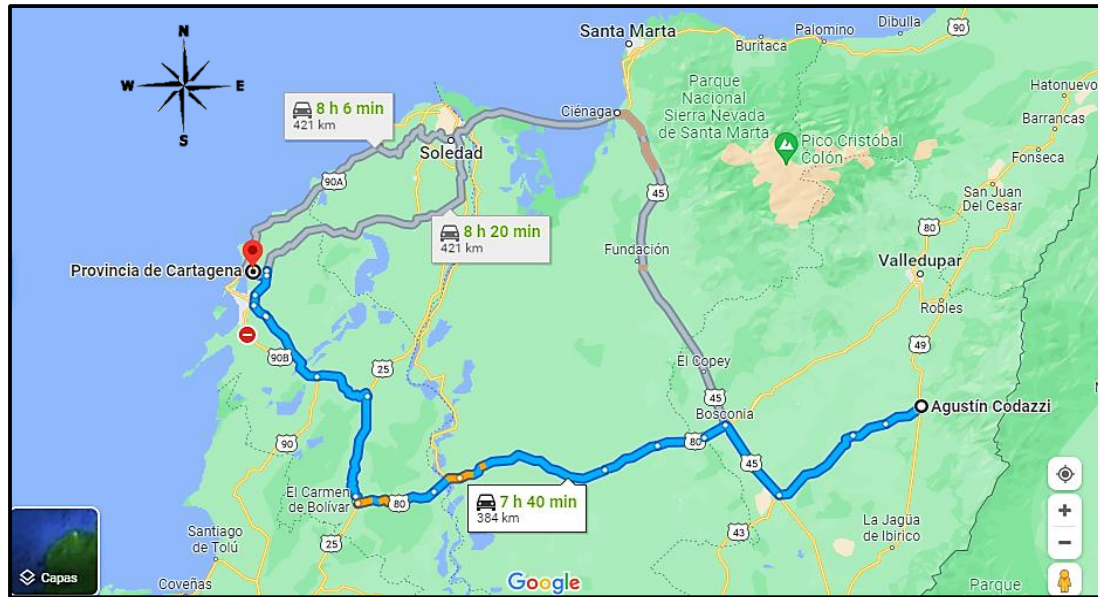 N
W
E
S
Santa Marta
90
Dibulla
Palomino
Buritaca
Hatonuevo
Parque
Nacional
Sierra Nevada
de Santa Marta
Barrancas
8 h 6 min
421 km
Ciénaga
Pico Cristóbal
Colón
Fonseca
Soledad
45
San Juan
Del Cesar
90A
80
8 h 20 min
421 km
Fundación
Valledupar
Provincia de Cartagena
Robles
90B
25
49
El Copey
45
Agustín Codazzi
Bosconia
80
90
45
El Carmen
de Bolívar
80
7 h 40 min
384 km
Santiago
de Tolú
25
43
La Jagua
de Ibirico
Capas
Coveñas
Google
Parque